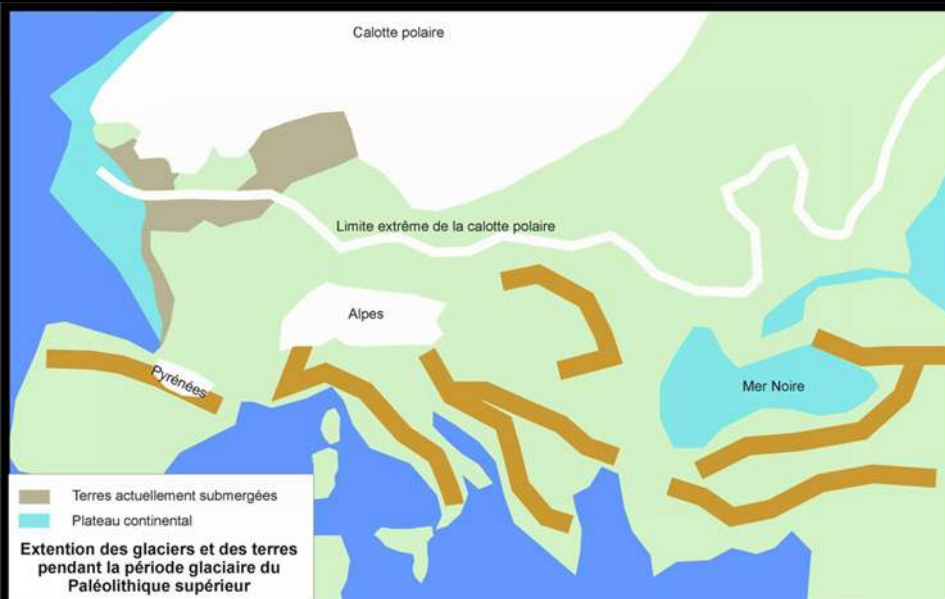 Calotte polaire
Limite extrême de la calotte polaire
Alpes
Pyrénées
Mer Noire
Terres actuellement submergées
Plateau continental
Extention des glaciers et des terres
pendant la période glaciaire du
Paléolithique supérieur